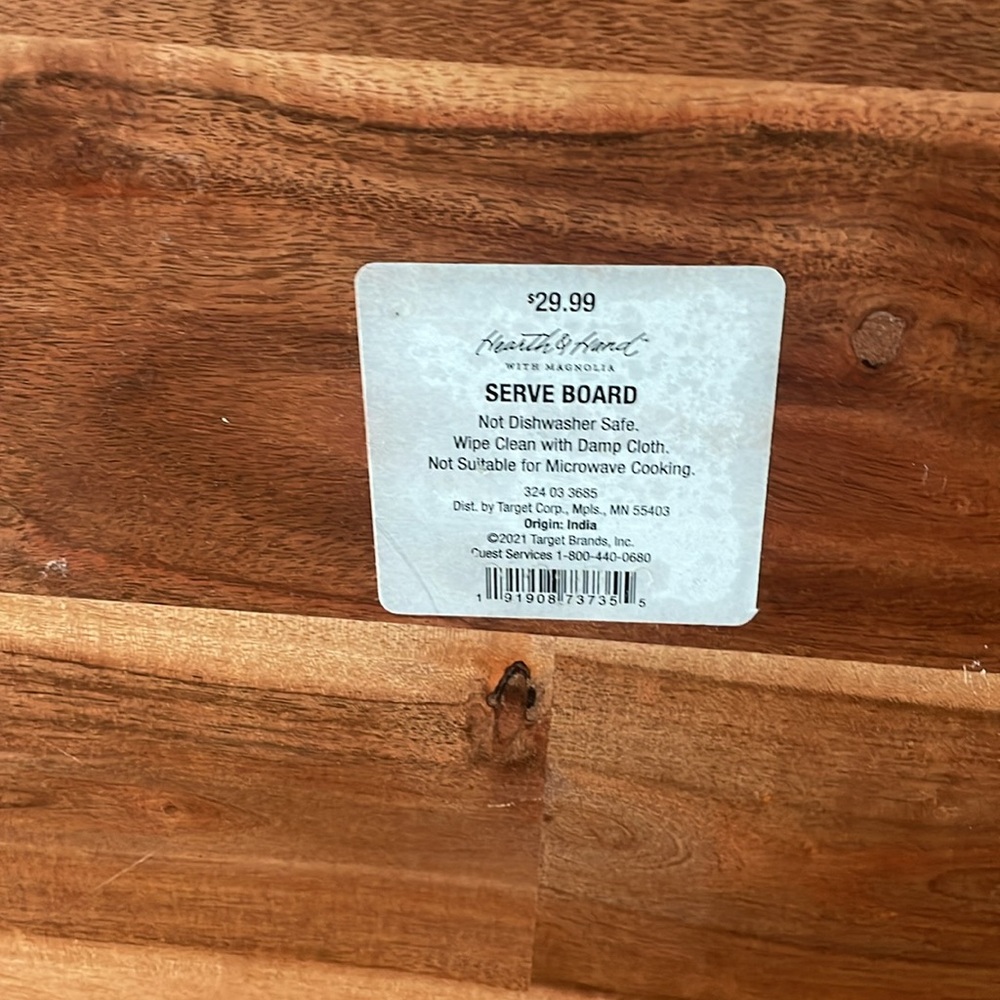 $29.99
Hearth & Hand™
WITH MAGNOLIA
SERVE BOARD
Not Dishwasher Safe.
Wipe Clean with Damp Cloth.
Not Suitable for Microwave Cooking.
324 03 3685
Dist. by Target Corp., Mpls., MN 55403
Origin: India
©2021 Target Brands, Inc.
Guest Services 1-800-440-0680
1 91908 73735 5